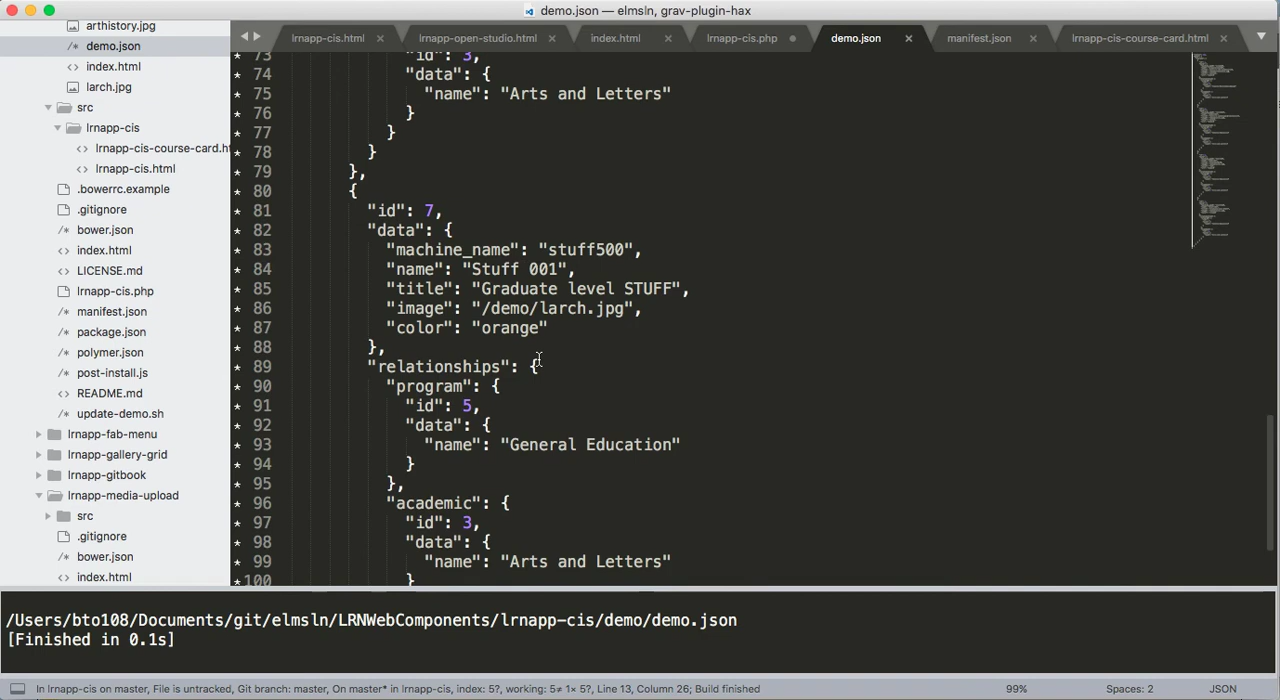 demo.json — elmsln, grav-plugin-hax
arthistory.jpg
demo.json
index.html
larch.jpg
src
lrnapp-cis
lrnapp-cis-course-card.ht
lrnapp-cis.html
.bowerrc.example
.gitignore
bower.json
index.html
LICENSE.md
lrnapp-cis.php
manifest.json
package.json
polymer.json
post-install.js
README.md
update-demo.sh
lrnapp-fab-menu
lrnapp-gallery-grid
lrnapp-gitbook
lrnapp-media-upload
src
.gitignore
bower.json
index.html
lrnapp-cis.html × lrnapp-open-studio.html × index.html × lrnapp-cis.php demo.json × manifest.json × lrnapp-cis-course-card.html ×
73 "id": 3,
74 "data": {
75 "name": "Arts and Letters"
76 }
77 }
78 }
79 },
80 {
81 "id": 7,
82 "data": {
83 "machine_name": "stuff500",
84 "name": "Stuff 001",
85 "title": "Graduate level STUFF",
86 "image": "/demo/larch.jpg",
87 "color": "orange"
88 },
89 "relationships": {
90 "program": {
91 "id": 5,
92 "data": {
93 "name": "General Education"
94 }
95 },
96 "academic": {
97 "id": 3,
98 "data": {
99 "name": "Arts and Letters"
100 }
/Users/bto108/Documents/git/elmsln/LRNWebComponents/lrnapp-cis/demo/demo.json
[Finished in 0.1s]
In lrnapp-cis on master, File is untracked, Git branch: master, On master* in lrnapp-cis, index: 5?, working: 5≠ 1× 5?, Line 13, Column 26; Build finished 99% Spaces: 2 JSON